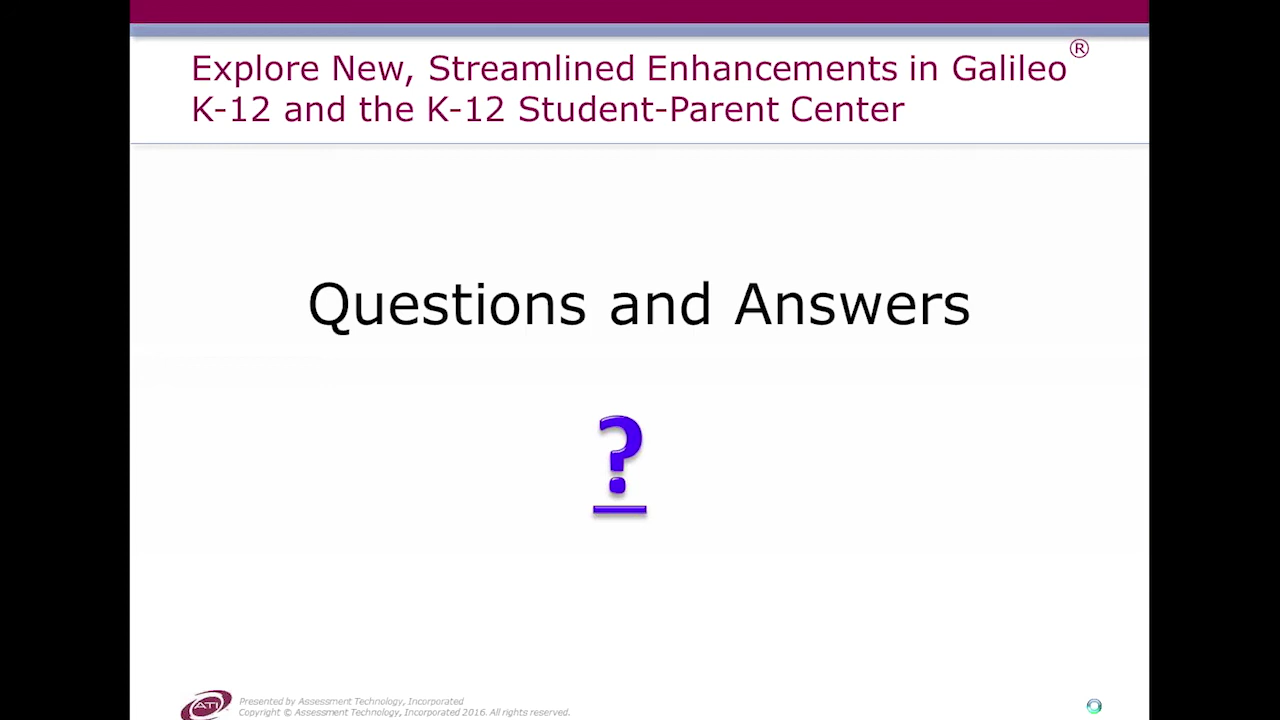 Explore New, Streamlined Enhancements in Galileo®
K-12 and the K-12 Student-Parent Center
Questions and Answers
?
ATI
Presented by Assessment Technology, Incorporated
Copyright © Assessment Technology, Incorporated 2016. All rights reserved.